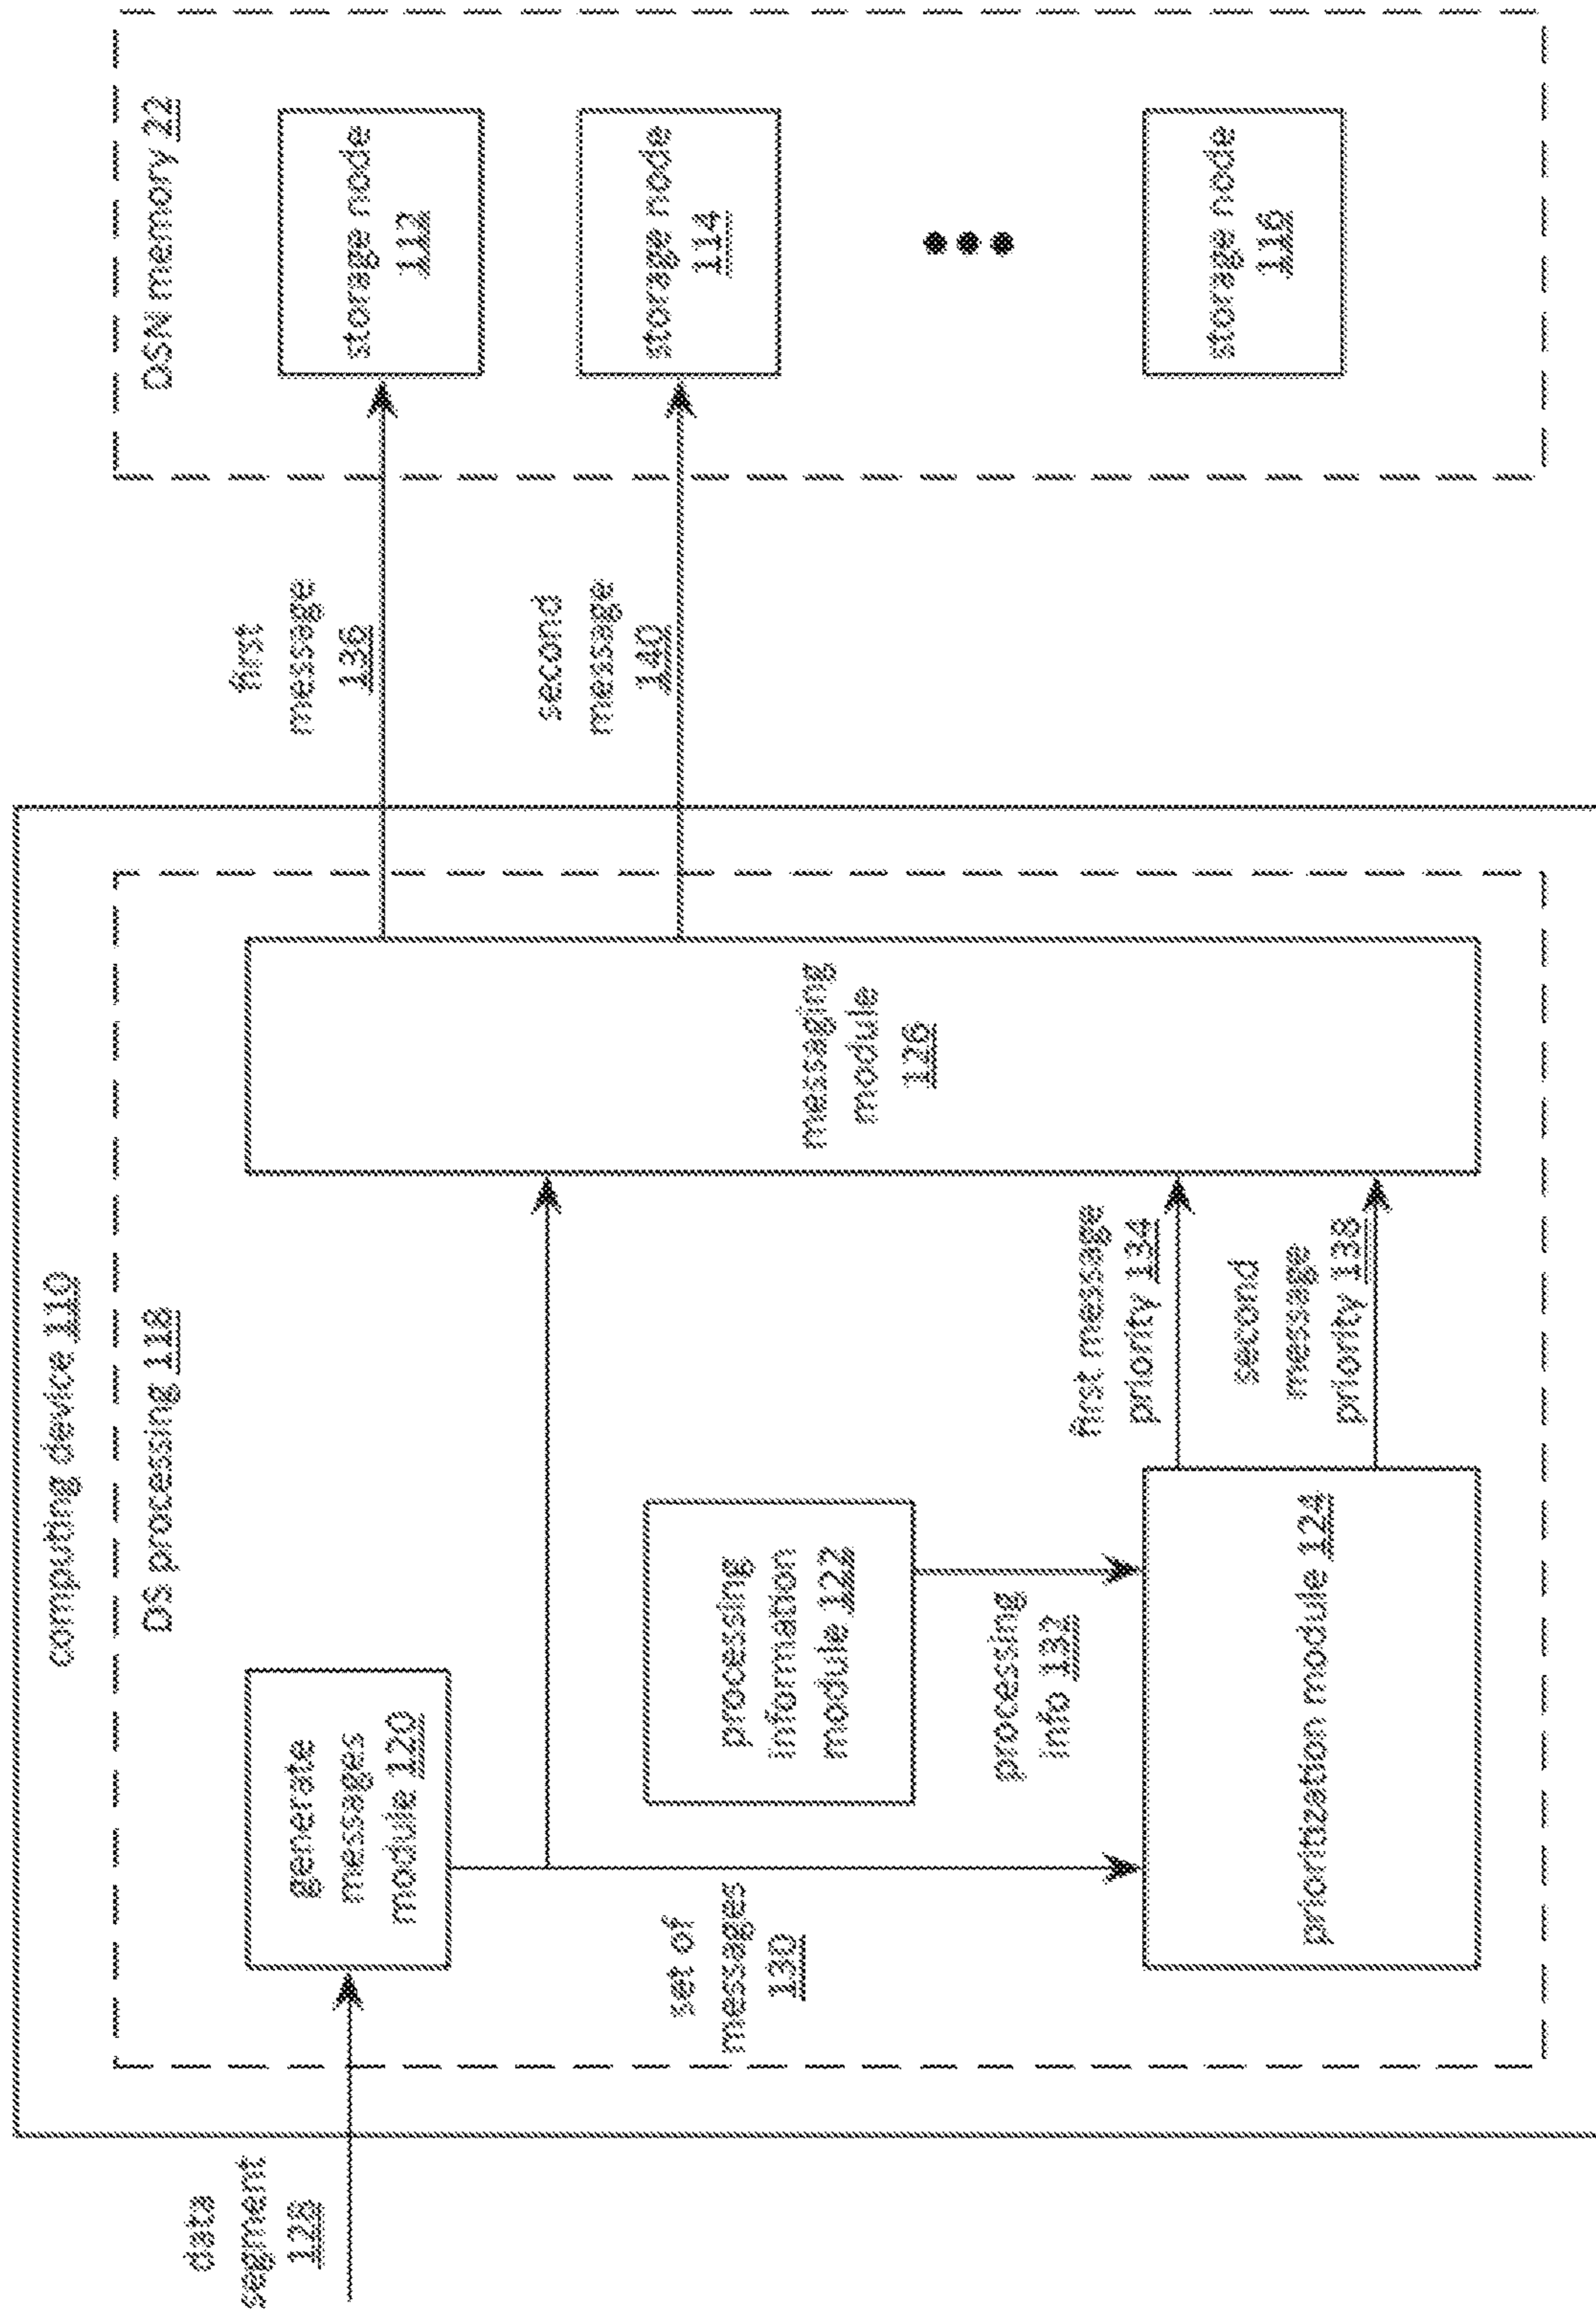 computing device 110
DS processing 118
data
segment
128
generate
messages
module 120
set of
messages
130
processing
information
module 122
processing
info 132
prioritization module 124
first message
priority 134
second
message
priority 138
messaging
module
126
first
message
136
second
message
140
DSN memory 22
storage node
112
storage node
114
storage node
116